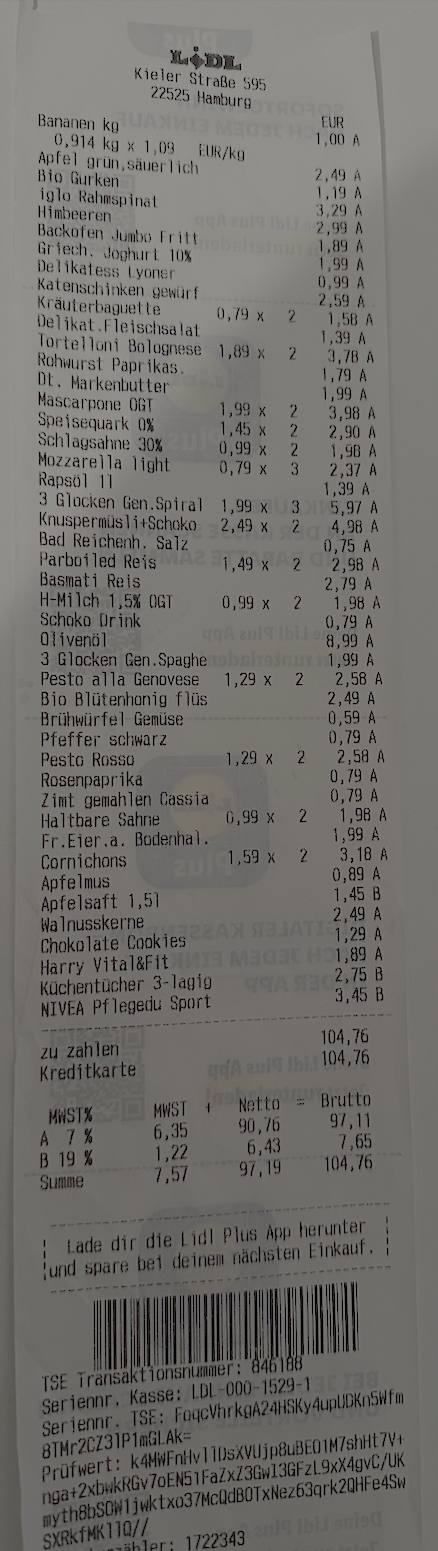 LIDL
Kieler Straße 595
22525 Hamburg
EUR
Bananen kg 1,00 A
0,914 kg x 1,09 EUR/kg
Apfel grün,säuerlich 2,49 A
Bio Gurken 1,19 A
iglo Rahmspinat 3,29 A
Himbeeren 2,99 A
Backofen Jumbo Fritt 1,89 A
Griech. Joghurt 10% 1,99 A
Delikatess Lyoner 0,99 A
Katenschinken gewürf 2,59 A
Kräuterbaguette 0,79 x 2 1,58 A
Delikat.Fleischsalat 1,39 A
Tortelloni Bolognese 1,89 x 2 3,78 A
Rohwurst Paprikas. 1,79 A
Dt. Markenbutter 1,99 A
Mascarpone OGT 1,99 x 2 3,98 A
Speisequark 0% 1,45 x 2 2,90 A
Schlagsahne 30% 0,99 x 2 1,98 A
Mozzarella light 0,79 x 3 2,37 A
Rapsöl 1l 1,39 A
3 Glocken Gen.Spiral 1,99 x 3 5,97 A
Knuspermüsli+Schoko 2,49 x 2 4,98 A
Bad Reichenh. Salz 0,75 A
Parboiled Reis 1,49 x 2 2,98 A
Basmati Reis 2,79 A
H-Milch 1,5% OGT 0,99 x 2 1,98 A
Schoko Drink 0,79 A
Olivenöl 8,99 A
3 Glocken Gen.Spaghe 1,99 A
Pesto alla Genovese 1,29 x 2 2,58 A
Bio Blütenhonig flüs 2,49 A
Brühwürfel Gemüse 0,59 A
Pfeffer schwarz 0,79 A
Pesto Rosso 1,29 x 2 2,58 A
Rosenpaprika 0,79 A
Zimt gemahlen Cassia 0,79 A
Haltbare Sahne 0,99 x 2 1,98 A
Fr.Eier.a. Bodenhal. 1,99 A
Cornichons 1,59 x 2 3,18 A
Apfelmus 0,89 A
Apfelsaft 1,5l 1,45 B
Walnusskerne 2,49 A
Chokolate Cookies 1,29 A
Harry Vital&Fit 1,89 A
Küchentücher 3-lagig 2,75 B
NIVEA Pflegedu Sport 3,45 B
zu zahlen 104,76
Kreditkarte 104,76
MWST% MWST + Netto = Brutto
A 7 % 6,35 90,76 97,11
B 19 % 1,22 6,43 7,65
Summe 7,57 97,19 104,76
Lade dir die Lidl Plus App herunter
und spare bei deinem nächsten Einkauf.
TSE Transaktionsnummer: 846188
Seriennr. Kasse: LDL-000-1529-1
Seriennr. TSE: FoqcVhrkgA24HSKy4upUDKn5Wfm
8TMr2CZ31P1mGLAk=
Prüfwert: k4MWFnHvl1DsXVUjp8uBE01M7shHt7V+
nga+2xbwkRGv7oEN51FaZxZ3GwI3GFzL9xX4gvC/UK
myth8bSOW1jwktxo37McQdBOTxNez63qrk2QHFe4Sw
SXRkfMK11Q//
1722343